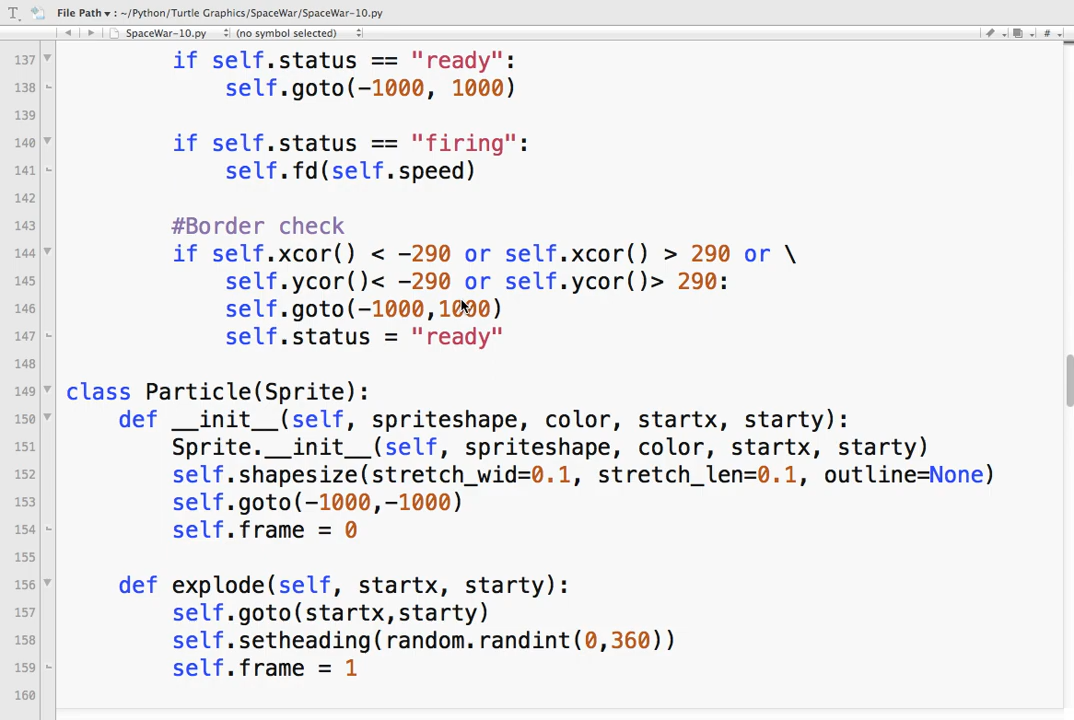 File Path ▾ : ~/Python/Turtle Graphics/SpaceWar/SpaceWar-10.py
SpaceWar-10.py (no symbol selected) #
137 if self.status == "ready":
138 self.goto(-1000, 1000)
139
140 if self.status == "firing":
141 self.fd(self.speed)
142
143 #Border check
144 if self.xcor() < -290 or self.xcor() > 290 or \
145 self.ycor()< -290 or self.ycor()> 290:
146 self.goto(-1000,1000)
147 self.status = "ready"
148
149 class Particle(Sprite):
150 def __init__(self, spriteshape, color, startx, starty):
151 Sprite.__init__(self, spriteshape, color, startx, starty)
152 self.shapesize(stretch_wid=0.1, stretch_len=0.1, outline=None)
153 self.goto(-1000,-1000)
154 self.frame = 0
155
156 def explode(self, startx, starty):
157 self.goto(startx,starty)
158 self.setheading(random.randint(0,360))
159 self.frame = 1
160